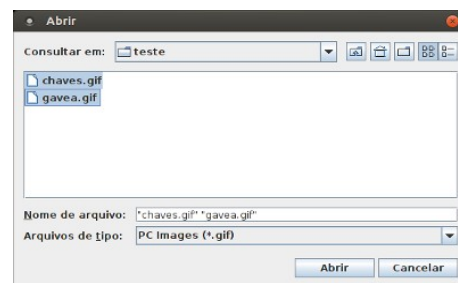 Abrir
Consultar em: teste
chaves.gif
gavea.gif
Nome de arquivo: "chaves.gif" "gavea.gif"
Arquivos de tipo: PC Images (*.gif)
Abrir Cancelar